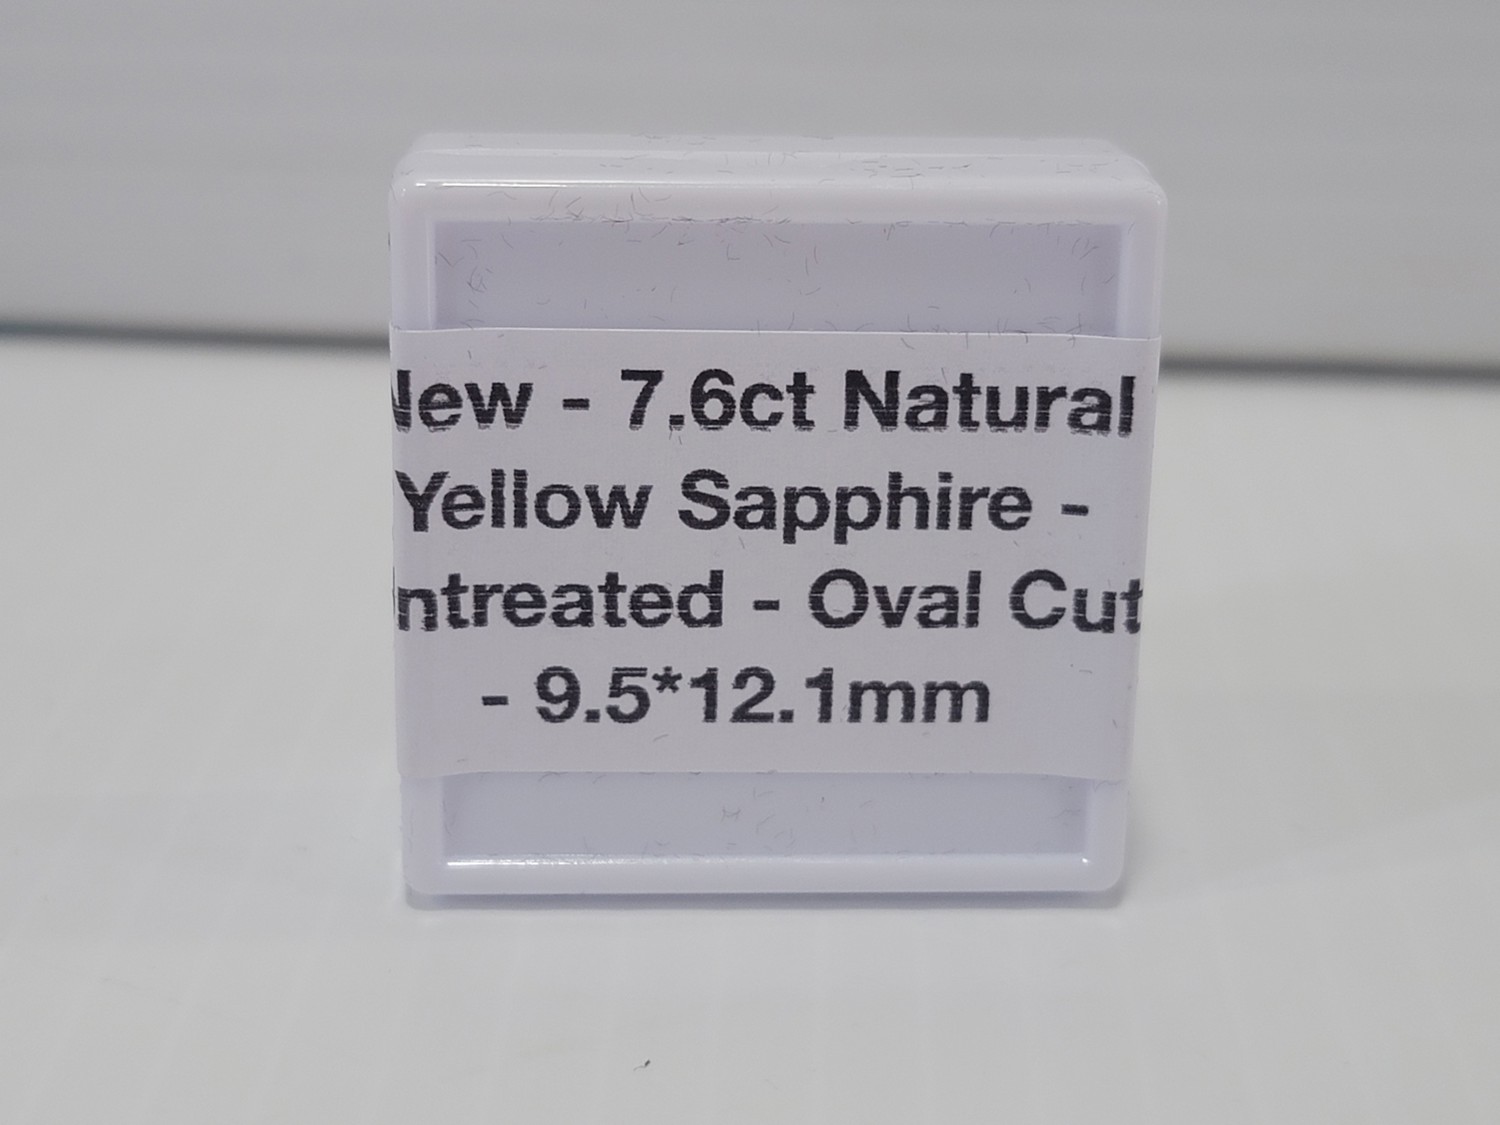 New - 7.6ct Natural
Yellow Sapphire -
ntreated - Oval Cut
- 9.5*12.1mm